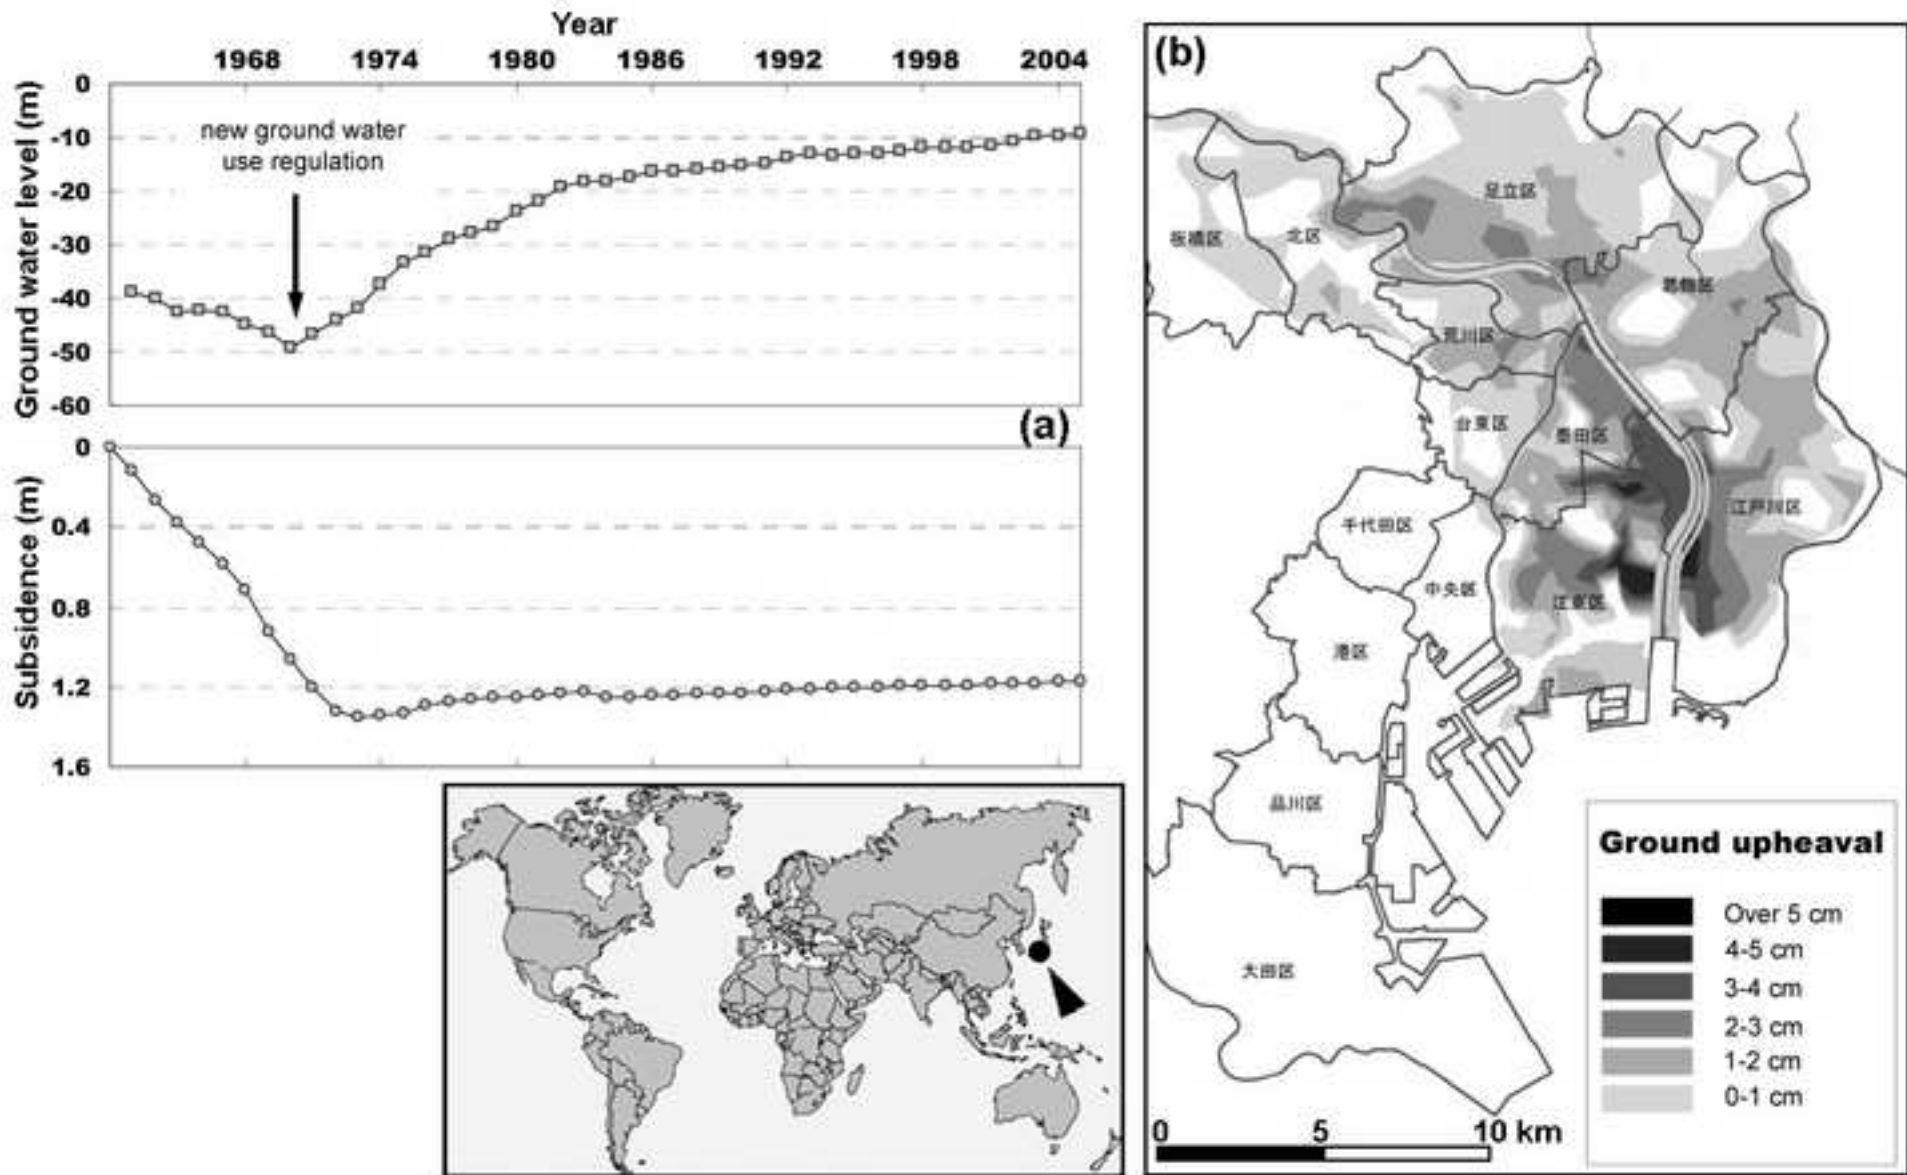 Year
1968 1974 1980 1986 1992 1998 2004
Ground water level (m)
0
-10
-20
-30
-40
-50
-60
new ground water
use regulation
(a)
Subsidence (m)
0
0.4
0.8
1.2
1.6
(b)
足立区
板橋区
北区
葛飾区
荒川区
台東区
墨田区
江戸川区
千代田区
中央区
江東区
港区
品川区
大田区
Ground upheaval
Over 5 cm
4-5 cm
3-4 cm
2-3 cm
1-2 cm
0-1 cm
0 5 10 km